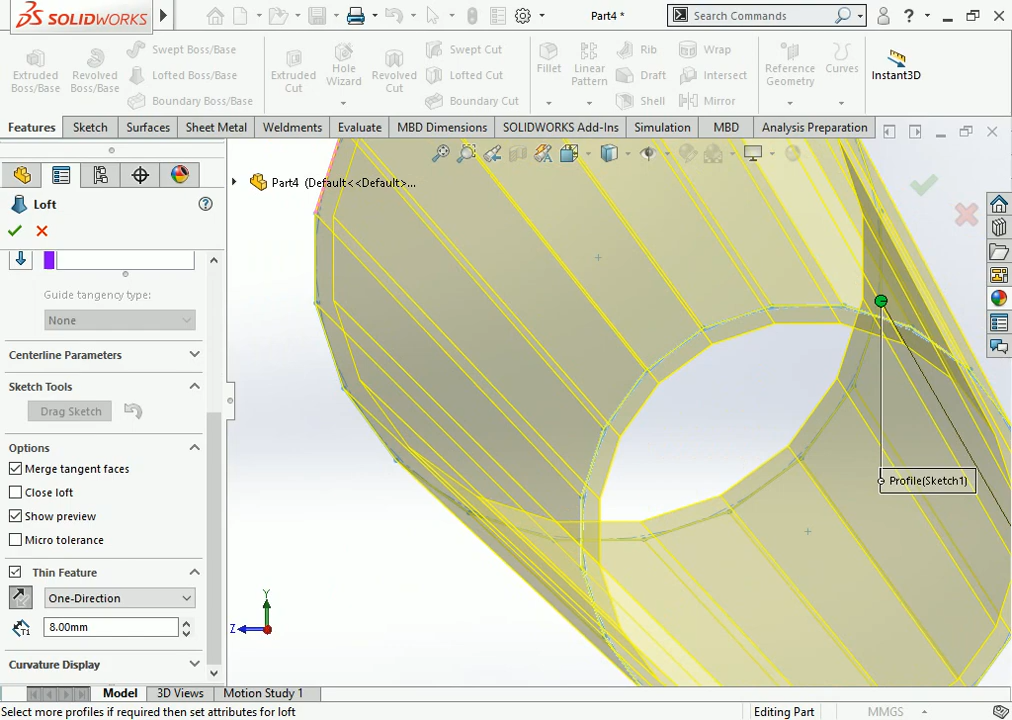 SOLIDWORKS
Part4 *
Search Commands
?
Extruded Boss/Base
Revolved Boss/Base
Swept Boss/Base
Lofted Boss/Base
Boundary Boss/Base
Extruded Cut
Hole Wizard
Revolved Cut
Swept Cut
Lofted Cut
Boundary Cut
Fillet
Linear Pattern
Rib
Draft
Shell
Wrap
Intersect
Mirror
Reference Geometry
Curves
Instant3D
Features
Sketch
Surfaces
Sheet Metal
Weldments
Evaluate
MBD Dimensions
SOLIDWORKS Add-Ins
Simulation
MBD
Analysis Preparation
Part4 (Default<<Default>...
Loft
?
Guide tangency type:
None
Centerline Parameters
Sketch Tools
Drag Sketch
Options
Merge tangent faces
Close loft
Show preview
Micro tolerance
Thin Feature
One-Direction
T1
8.00mm
Curvature Display
Profile(Sketch1)
Y
Z
Model
3D Views
Motion Study 1
Select more profiles if required then set attributes for loft
Editing Part
MMGS